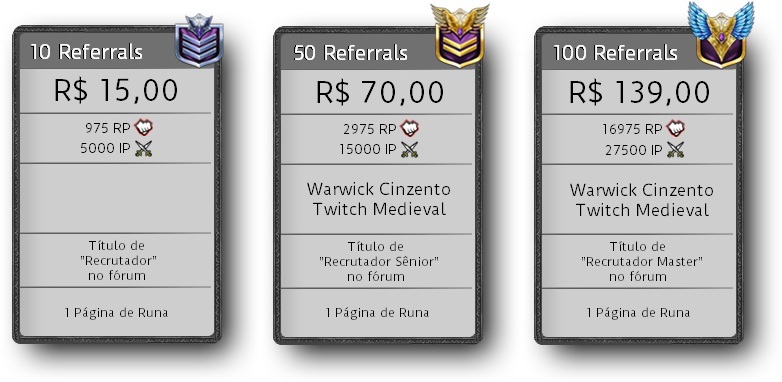 10 Referrals
R$ 15,00
975 RP
5000 IP
Título de
"Recrutador"
no fórum
1 Página de Runa
50 Referrals
R$ 70,00
2975 RP
15000 IP
Warwick Cinzento
Twitch Medieval
Título de
"Recrutador Sênior"
no fórum
1 Página de Runa
100 Referrals
R$ 139,00
16975 RP
27500 IP
Warwick Cinzento
Twitch Medieval
Título de
"Recrutador Master"
no fórum
1 Página de Runa